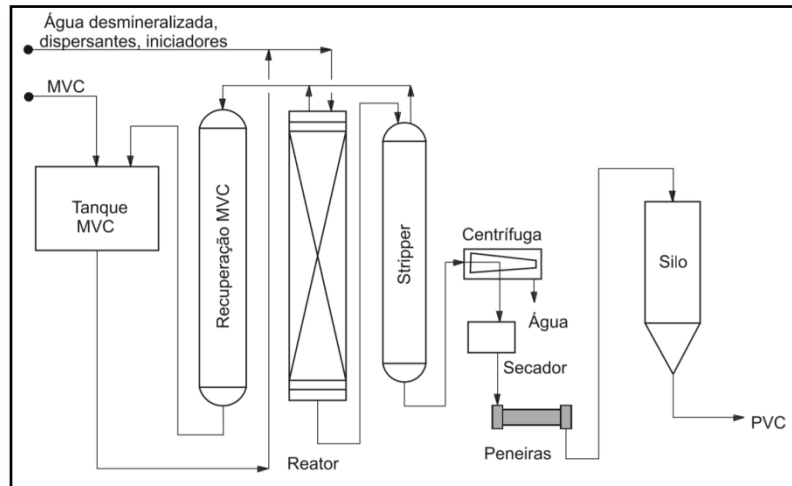 Água desmineralizada,
dispersantes, iniciadores
MVC
Tanque
MVC
Recuperação MVC
Reator
Stripper
Centrífuga
Água
Secador
Peneiras
Silo
PVC